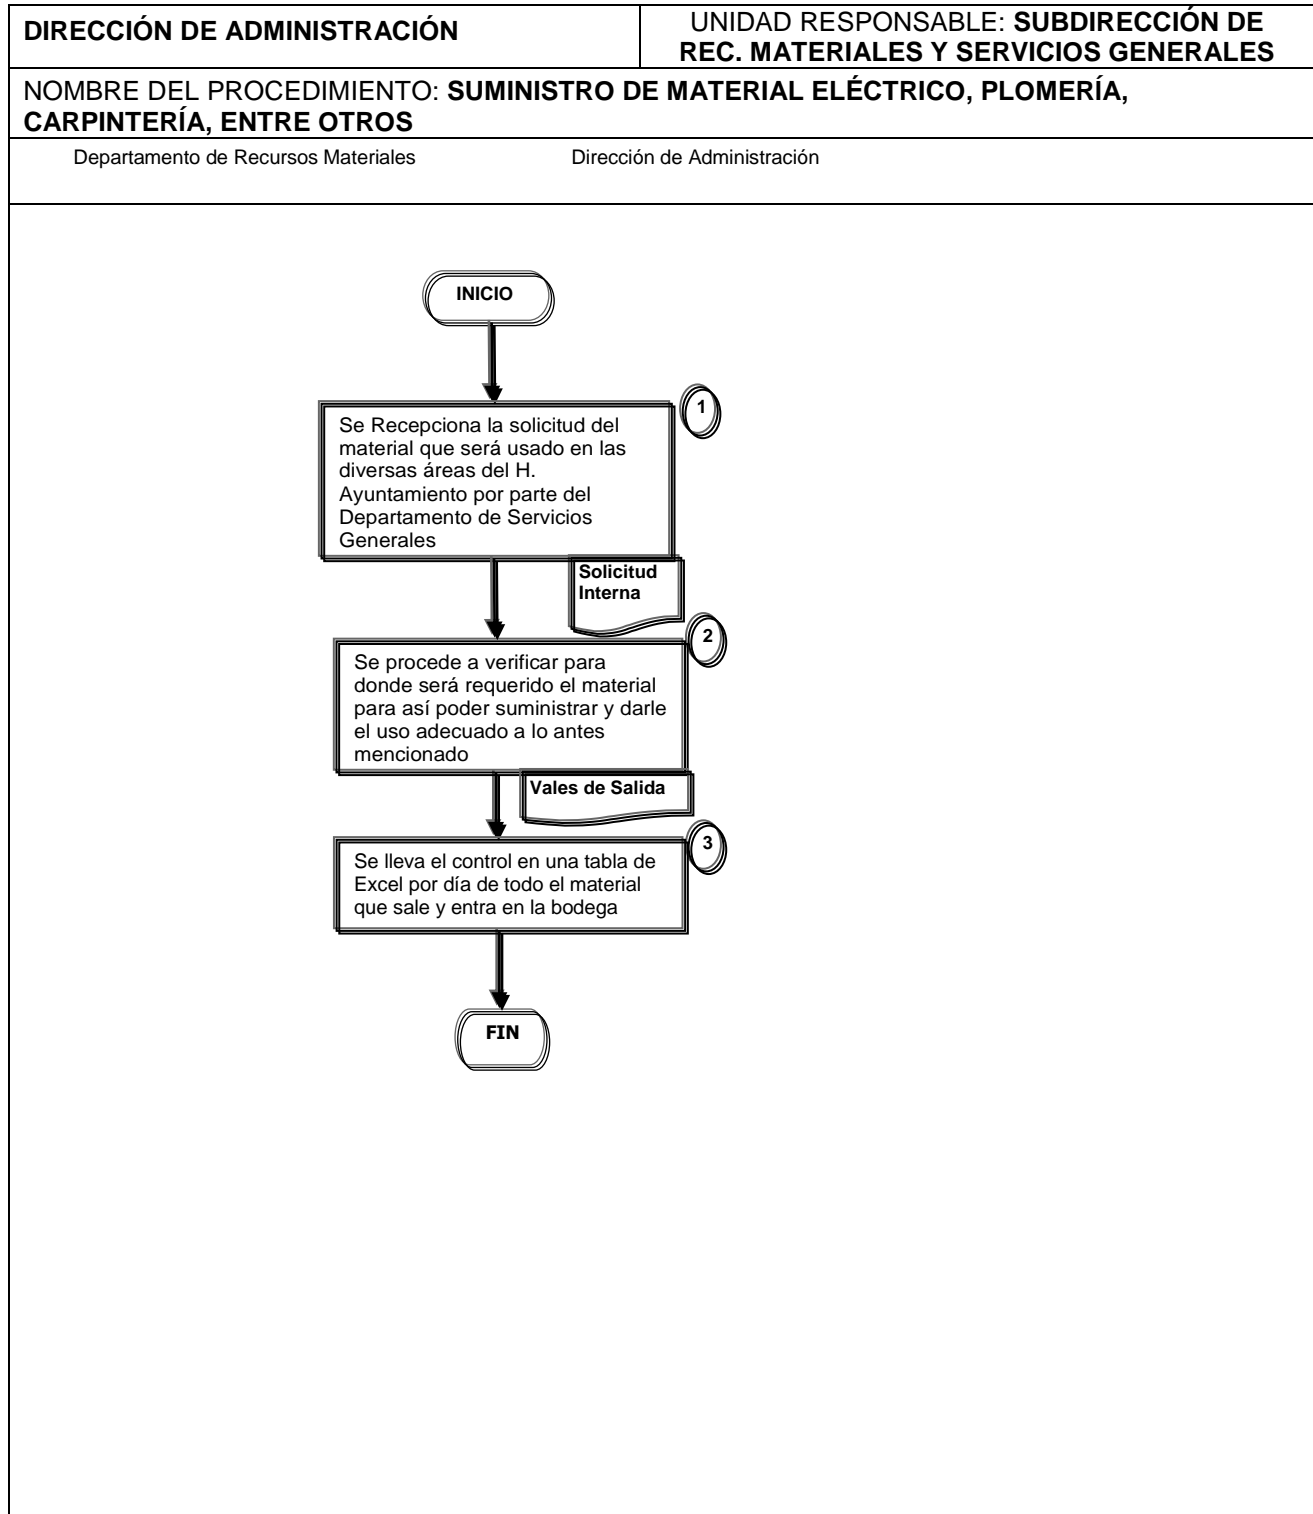 DIRECCIÓN DE ADMINISTRACIÓN
UNIDAD RESPONSABLE: SUBDIRECCIÓN DE
REC. MATERIALES Y SERVICIOS GENERALES
NOMBRE DEL PROCEDIMIENTO: SUMINISTRO DE MATERIAL ELÉCTRICO, PLOMERÍA,
CARPINTERÍA, ENTRE OTROS
Departamento de Recursos Materiales
Dirección de Administración
INICIO
1
Se Recepciona la solicitud del
material que será usado en las
diversas áreas del H.
Ayuntamiento por parte del
Departamento de Servicios
Generales
Solicitud
Interna
2
Se procede a verificar para
donde será requerido el material
para así poder suministrar y darle
el uso adecuado a lo antes
mencionado
Vales de Salida
3
Se lleva el control en una tabla de
Excel por día de todo el material
que sale y entra en la bodega
FIN